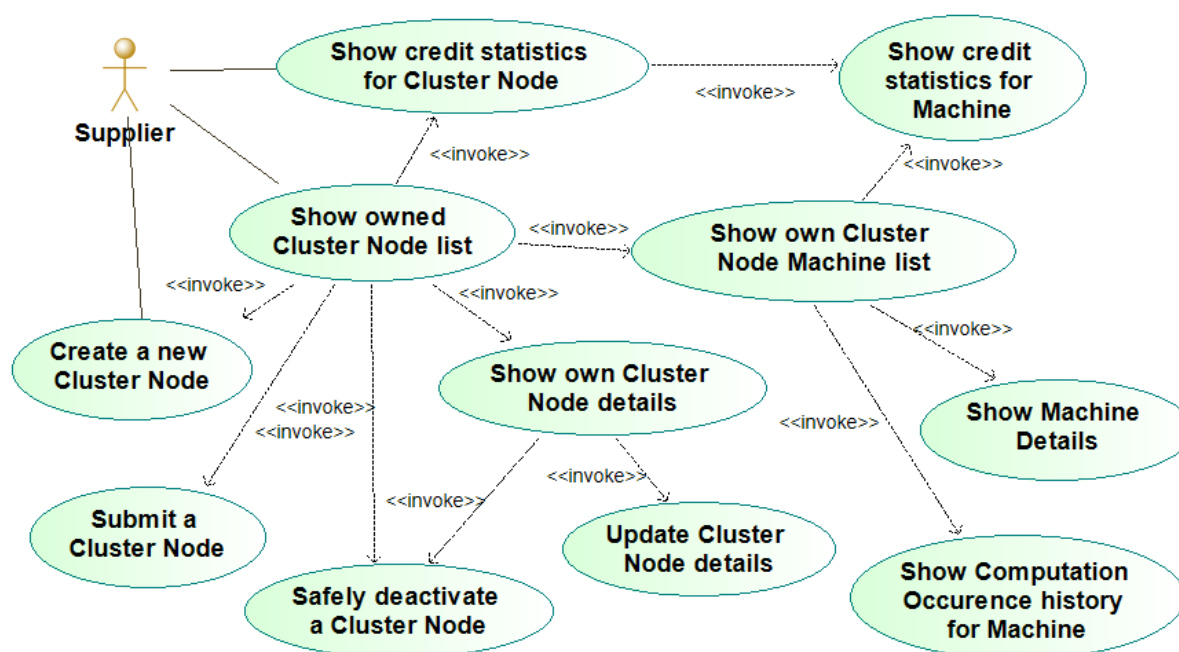 Show credit statistics
for Cluster Node
Show credit
statistics for
Machine
<<invoke>>
Supplier
<<invoke>>
<<invoke>>
Show owned
Cluster Node list
<<invoke>>
Show own Cluster
Node Machine list
<<invoke>>
<<invoke>>
<<invoke>>
Create a new
Cluster Node
Show own Cluster
Node details
<<invoke>>
<<invoke>>
<<invoke>>
Show Machine
Details
<<invoke>>
<<invoke>>
Submit a
Cluster Node
Update Cluster
Node details
Safely deactivate
a Cluster Node
Show Computation
Occurence history
for Machine